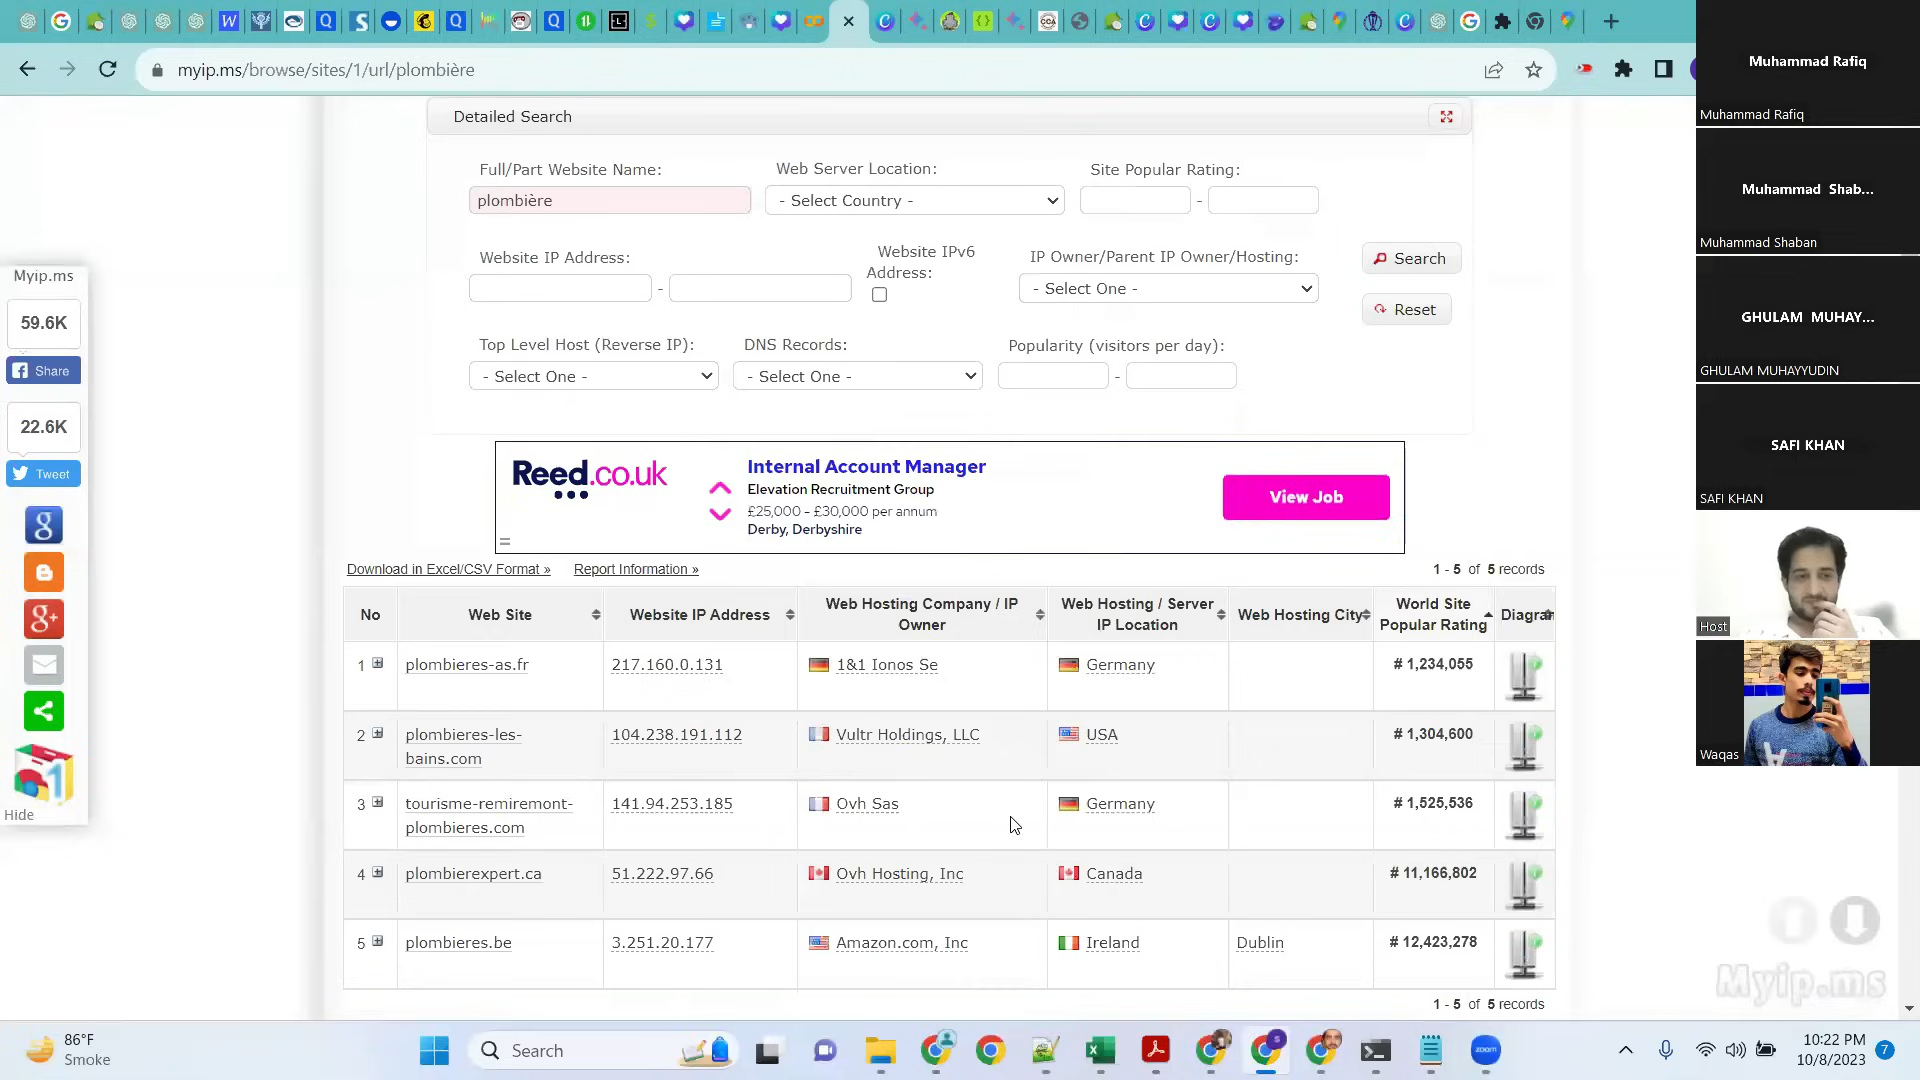 myip.ms/browse/sites/1/url/plombière
Detailed Search
Full/Part Website Name:
Web Server Location:
Site Popular Rating:
plombière
- Select Country -
-
Website IP Address:
Website IPv6
Address:
IP Owner/Parent IP Owner/Hosting:
-
- Select One -
Search
Reset
Top Level Host (Reverse IP):
DNS Records:
Popularity (visitors per day):
- Select One -
- Select One -
-
Myip.ms
59.6K
Share
22.6K
Tweet
Hide
Reed.co.uk
Internal Account Manager
Elevation Recruitment Group
£25,000 - £30,000 per annum
Derby, Derbyshire
View Job
Download in Excel/CSV Format »
Report Information »
1 - 5 of 5 records
No
Web Site
Website IP Address
Web Hosting Company / IP
Owner
Web Hosting / Server
IP Location
Web Hosting City
World Site
Popular Rating
Diagram
1
plombieres-as.fr
217.160.0.131
1&1 Ionos Se
Germany
# 1,234,055
2
plombieres-les-
bains.com
104.238.191.112
Vultr Holdings, LLC
USA
# 1,304,600
3
tourisme-remiremont-
plombieres.com
141.94.253.185
Ovh Sas
Germany
# 1,525,536
4
plombierexpert.ca
51.222.97.66
Ovh Hosting, Inc
Canada
# 11,166,802
5
plombieres.be
3.251.20.177
Amazon.com, Inc
Ireland
Dublin
# 12,423,278
1 - 5 of 5 records
Myip.ms
Muhammad Rafiq
Muhammad Rafiq
Muhammad Shab...
Muhammad Shaban
GHULAM MUHAY...
GHULAM MUHAYYUDIN
SAFI KHAN
SAFI KHAN
Host
Waqas
86°F
Smoke
Search
zoom
10:22 PM
10/8/2023
7